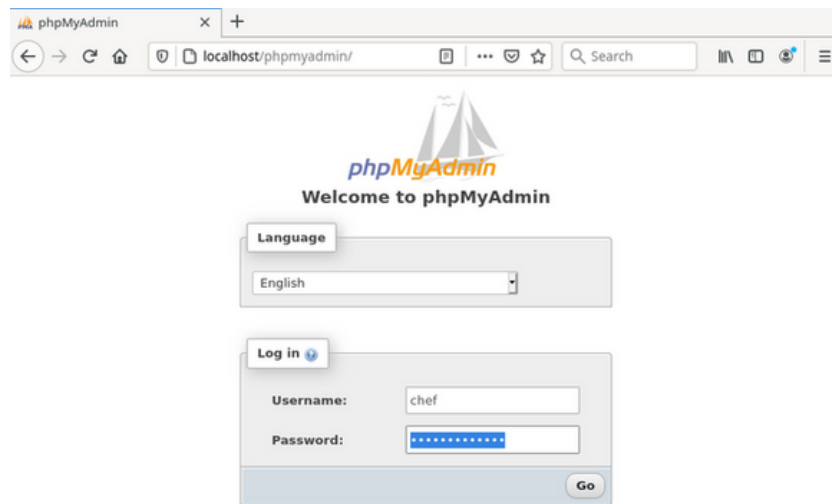 phpMyAdmin
localhost/phpmyadmin/
Search
phpMyAdmin
Welcome to phpMyAdmin
Language
English
Log in
Username:
chef
Password:
•••••••••••••
Go